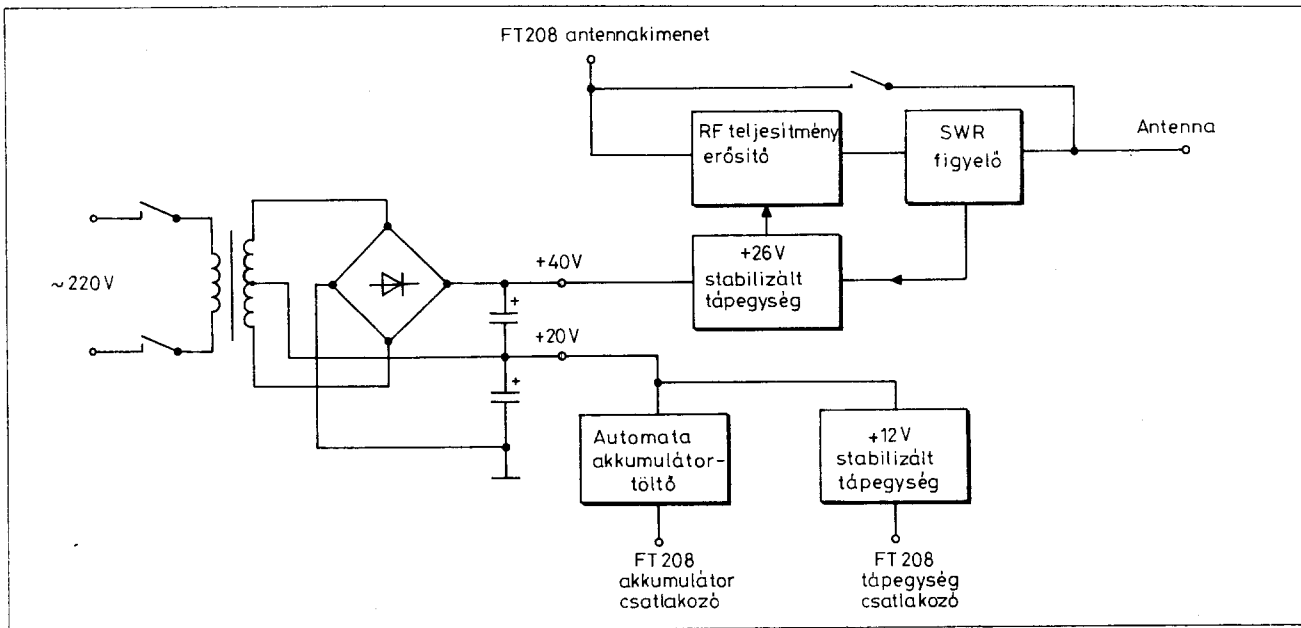 FT208 antennakimenet
RF teljesítmény
erősitő
SWR
figyelő
Antenna
~220V
+40V
+26V
stabilizált
tápegység
+
+20V
+
Automata
akkumulátor-
töltő
+12V
stabilizált
tápegység
FT208
akkumulátor
csatlakozó
FT208
tápegység
csatlakozó